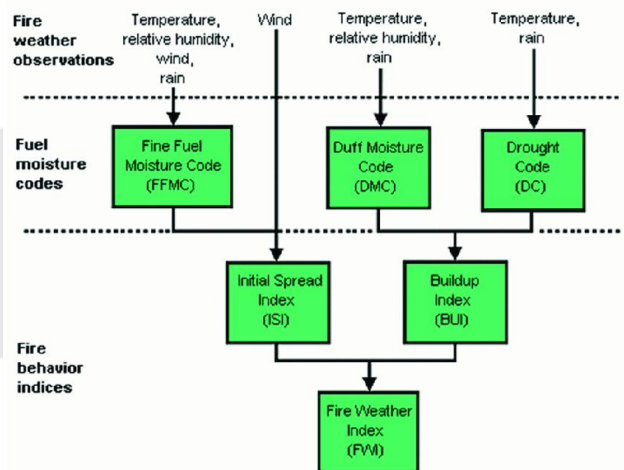 Fire
weather
observations
Temperature,
relative humidity,
wind,
rain
Wind
Temperature,
relative humidity,
rain
Temperature,
rain
Fuel
moisture
codes
Fine Fuel
Moisture Code
(FFMC)
Duff Moisture
Code
(DMC)
Drought
Code
(DC)
Fire
behavior
indices
Initial Spread
Index
(ISI)
Buildup
Index
(BUI)
Fire Weather
Index
(FWI)